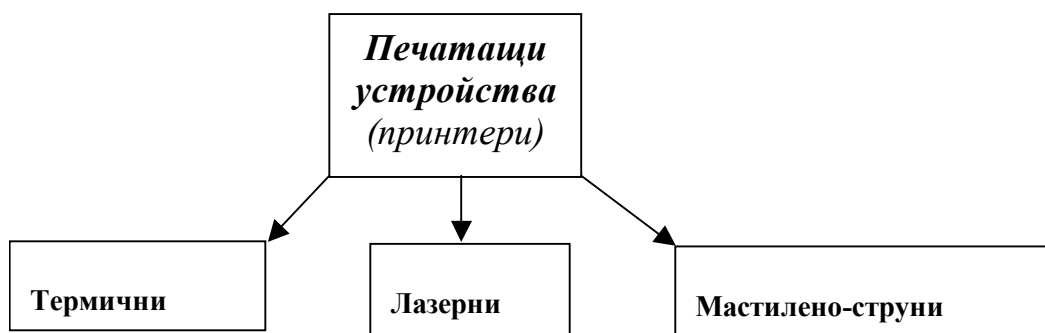 Печатащи
устройства
(принтери)
Термични
Лазерни
Мастилено-струни